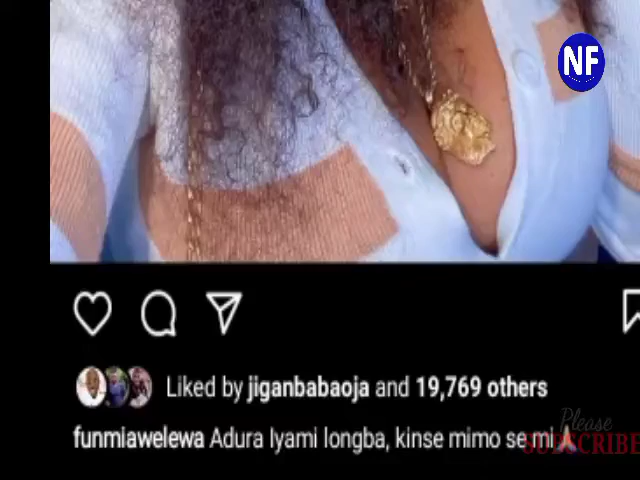 NF
Liked by jiganbabaoja and 19,769 others
funmiawelewa Adura Iyami longba, kinse mimo se mi
Please
SUBSCRIBE